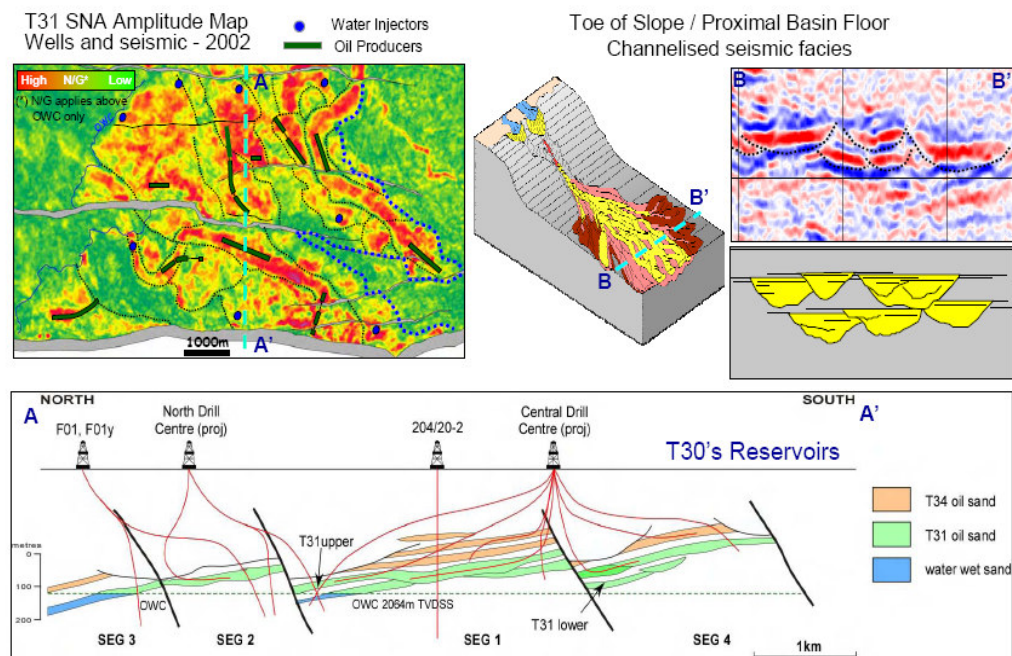 T31 SNA Amplitude Map
Wells and seismic - 2002
Water Injectors
Oil Producers
High N/G* Low
(*) N/G applies above
OWC only
OWC
A
A'
1000m
Toe of Slope / Proximal Basin Floor
Channelised seismic facies
B
B'
B
B'
NORTH
SOUTH
A
A'
F01, F01y
North Drill
Centre (proj)
204/20-2
Central Drill
Centre (proj)
T30's Reservoirs
T34 oil sand
T31 oil sand
water wet sand
metres
0
100
200
T31upper
OWC
OWC 2064m TVDSS
T31 lower
SEG 3
SEG 2
SEG 1
SEG 4
1km